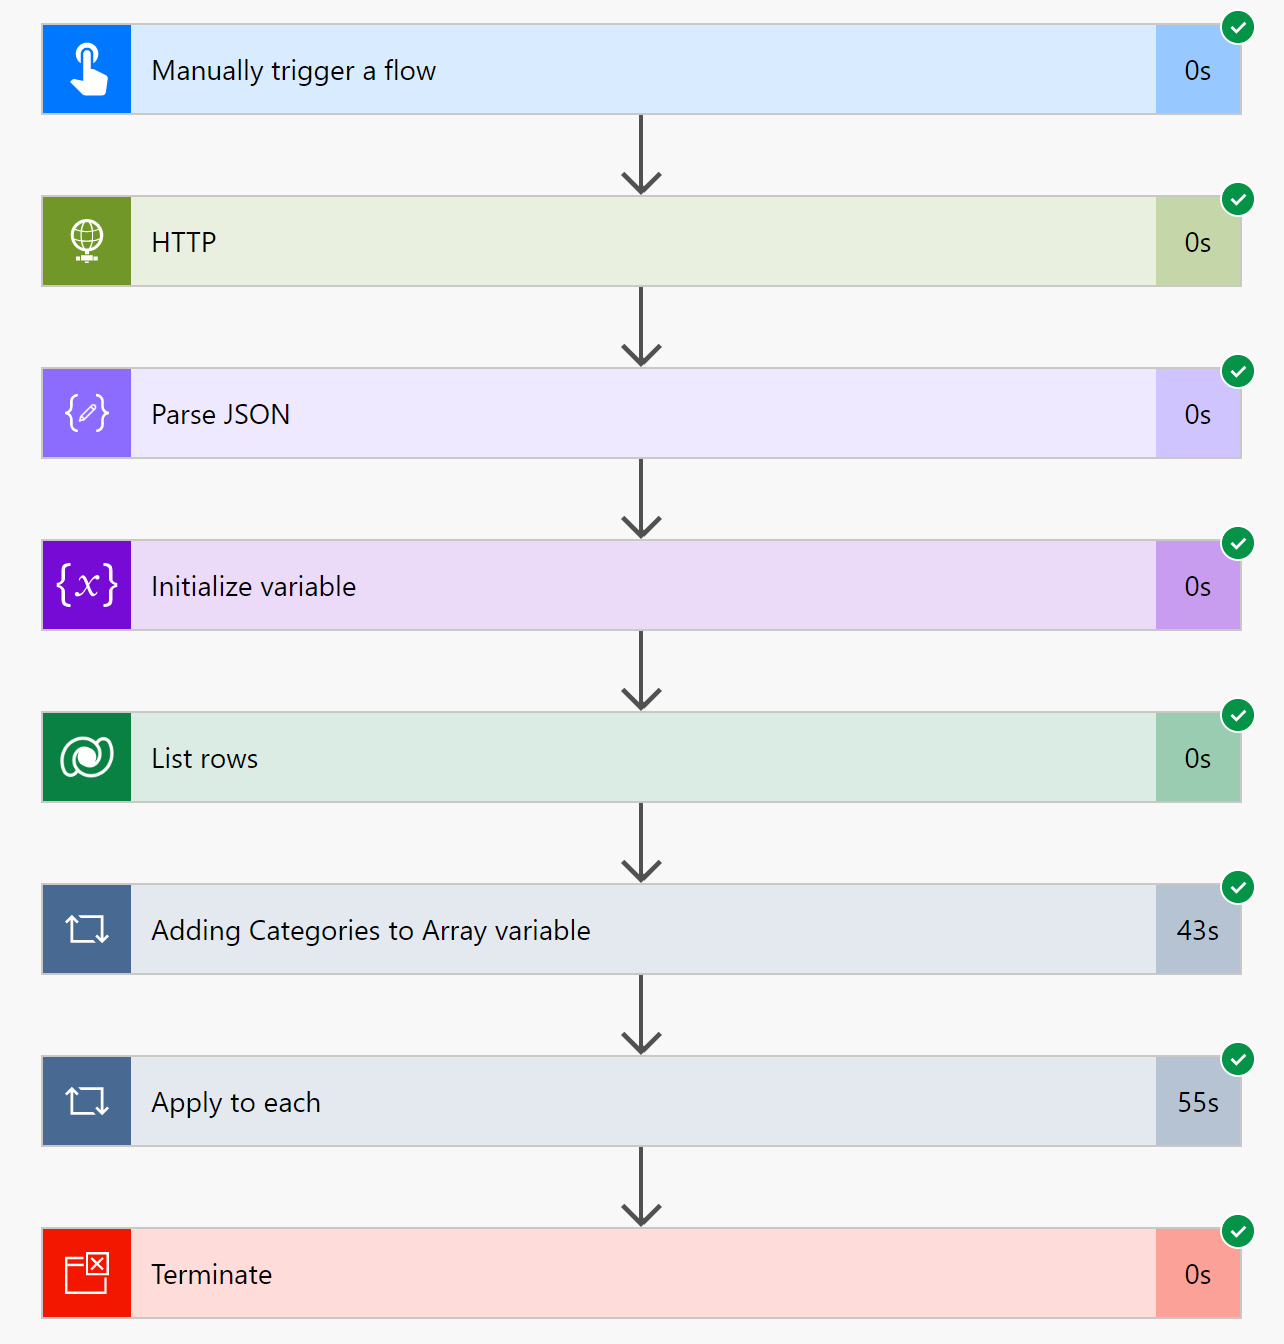 Manually trigger a flow 0s
HTTP 0s
Parse JSON 0s
{x} Initialize variable 0s
List rows 0s
Adding Categories to Array variable 43s
Apply to each 55s
Terminate 0s